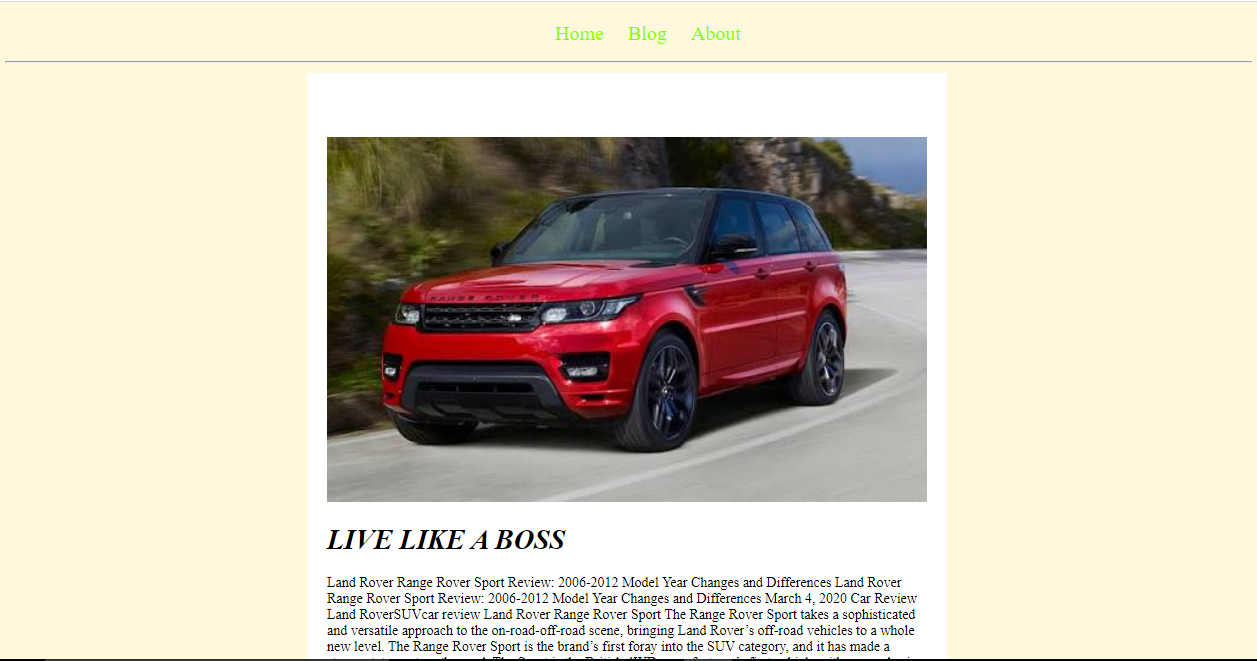 Home Blog About
RANGE ROVER
LIVE LIKE A BOSS
Land Rover Range Rover Sport Review: 2006-2012 Model Year Changes and Differences Land Rover
Range Rover Sport Review: 2006-2012 Model Year Changes and Differences March 4, 2020 Car Review
Land RoverSUVcar review Land Rover Range Rover Sport The Range Rover Sport takes a sophisticated
and versatile approach to the on-road-off-road scene, bringing Land Rover’s off-road vehicles to a whole
new level. The Range Rover Sport is the brand’s first foray into the SUV category, and it has made a